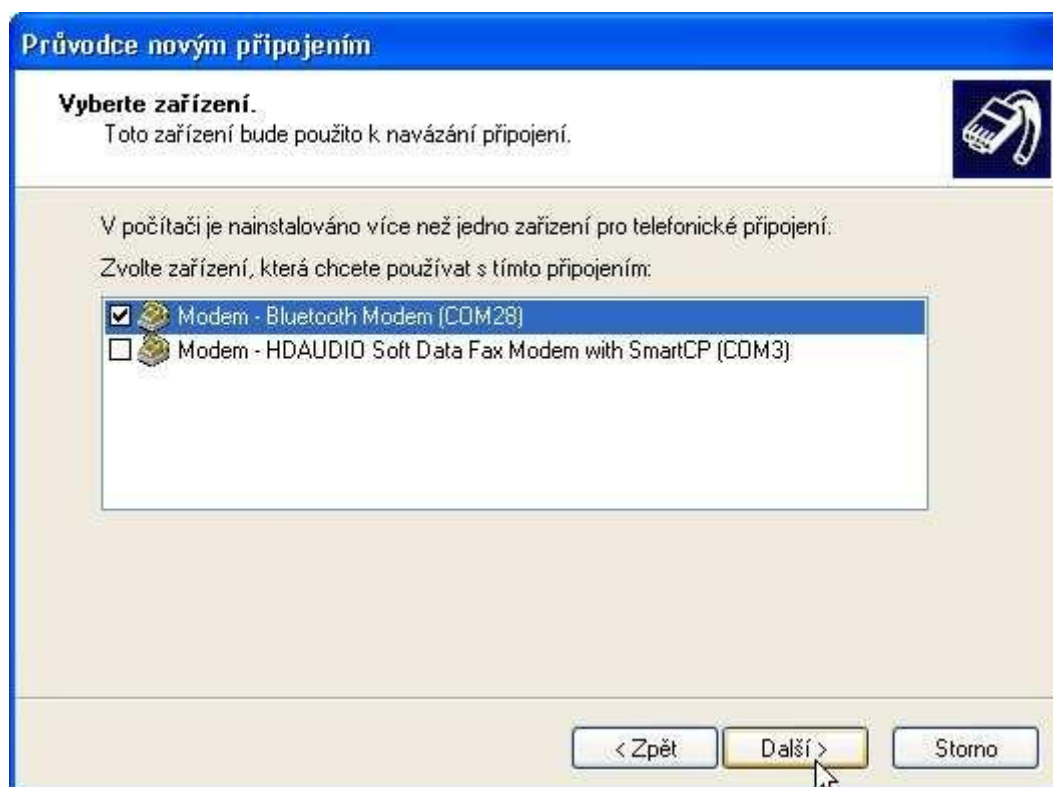 Průvodce novým připojením
Vyberte zařízení.
Toto zařízení bude použito k navázání připojení.
V počítači je nainstalováno více než jedno zařizení pro telefonické připojení.
Zvolte zařízení, která chcete používat s tímto připojením:
Modem - Bluetooth Modem (COM28)
Modem - HDAUDIO Soft Data Fax Modem with SmartCP (COM3)
< Zpět
Další >
Storno